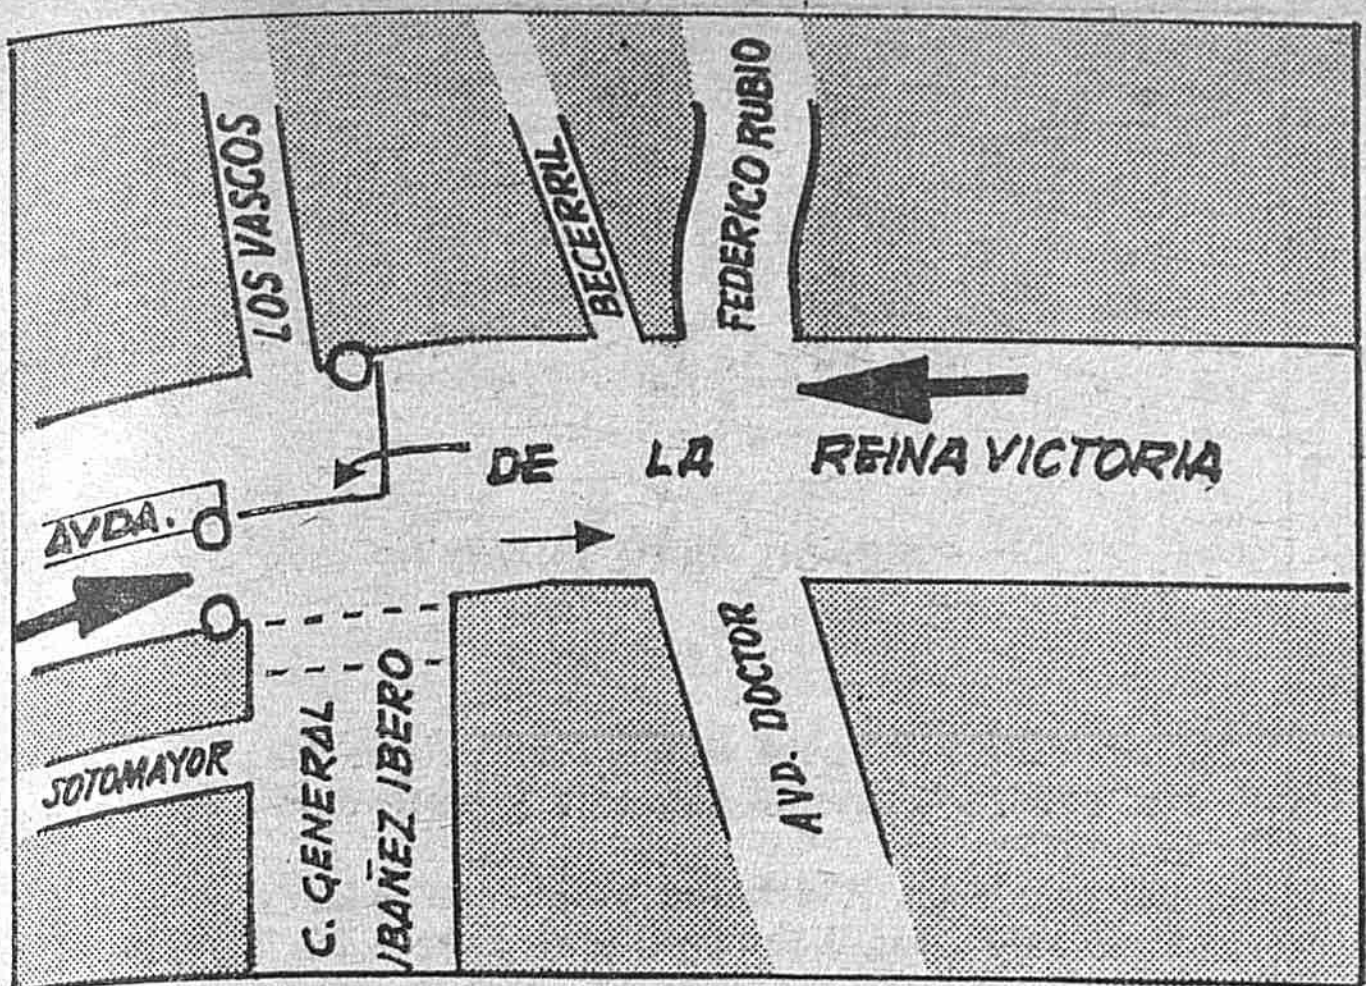 LOS VASCOS
BECERRIL
FEDERICO RUBIO
AVDA. DE LA REINA VICTORIA
SOTOMAYOR
C. GENERAL
IBAÑEZ IBERO
AVD. DOCTOR